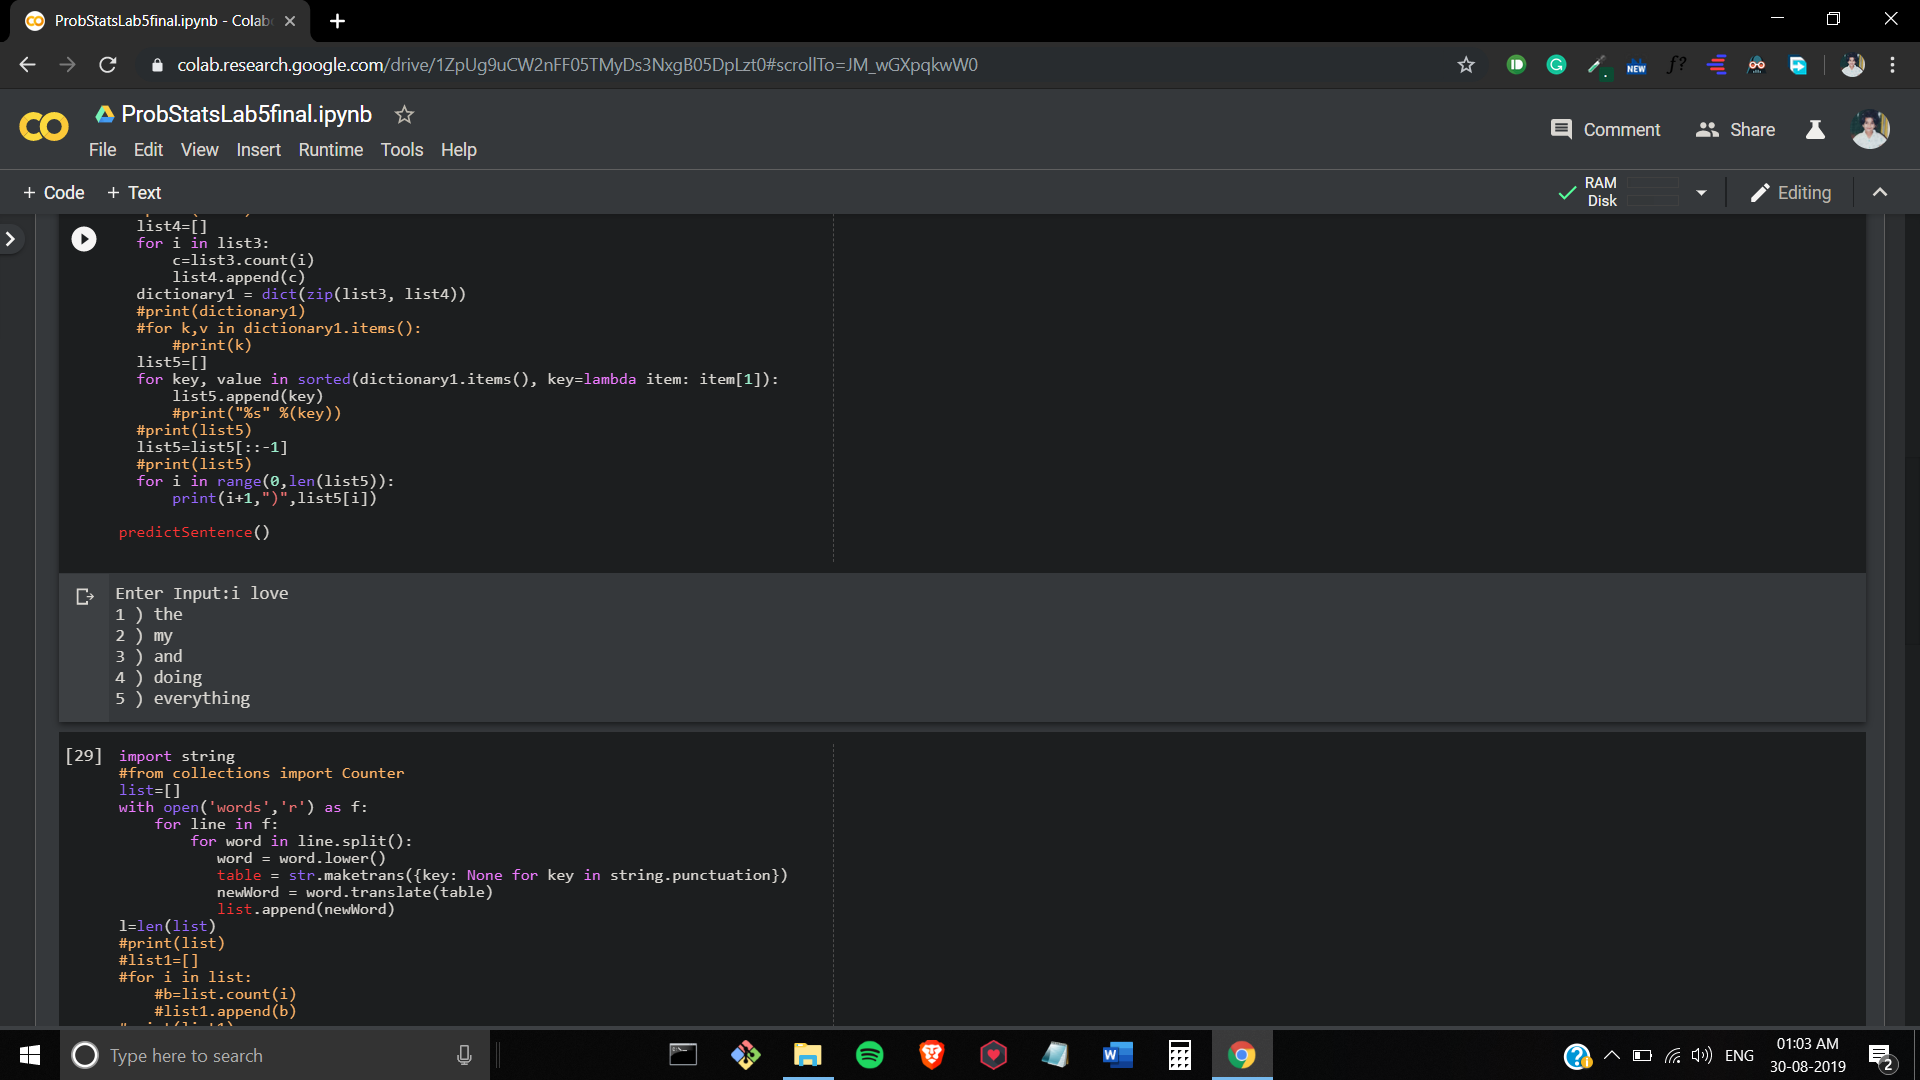 ProbStatsLab5final.ipynb - Colab
colab.research.google.com/drive/1ZpUg9uCW2nFF05TMyDs3NxgB05DpLzt0#scrollTo=JM_wGXpqkwW0
NEW
f?
ProbStatsLab5final.ipynb
File Edit View Insert Runtime Tools Help
Comment Share
+ Code + Text
RAM
Disk
Editing
list4=[]
for i in list3:
    c=list3.count(i)
    list4.append(c)
dictionary1 = dict(zip(list3, list4))
#print(dictionary1)
#for k,v in dictionary1.items():
    #print(k)
list5=[]
for key, value in sorted(dictionary1.items(), key=lambda item: item[1]):
    list5.append(key)
    #print("%s" %(key))
#print(list5)
list5=list5[::-1]
#print(list5)
for i in range(0,len(list5)):
    print(i+1,")",list5[i])
predictSentence()
Enter Input:i love
1 ) the
2 ) my
3 ) and
4 ) doing
5 ) everything
[29] import string
#from collections import Counter
list=[]
with open('words','r') as f:
    for line in f:
        for word in line.split():
           word = word.lower()
           table = str.maketrans({key: None for key in string.punctuation})
           newWord = word.translate(table)
           list.append(newWord)
l=len(list)
#print(list)
#list1=[]
#for i in list:
    #b=list.count(i)
    #list1.append(b)
Type here to search
ENG
01:03 AM
30-08-2019
2